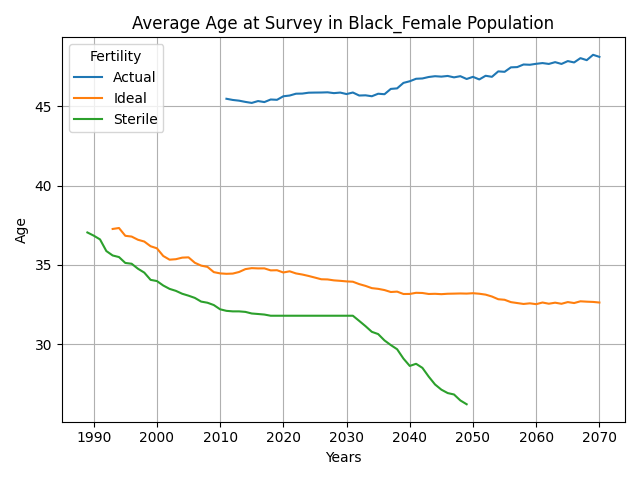 Average Age at Survey in Black_Female Population
Fertility
Actual
Ideal
Sterile
Age
45
40
35
30
1990 2000 2010 2020 2030 2040 2050 2060 2070
Years